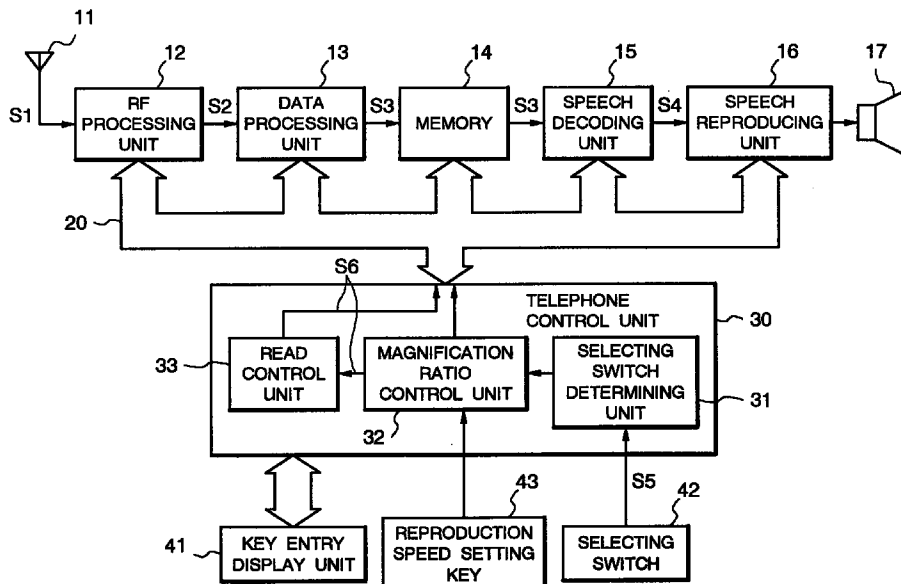 11
12
13
14
15
16
17
S1
RF
PROCESSING
UNIT
S2
DATA
PROCESSING
UNIT
S3
MEMORY
S3
SPEECH
DECODING
UNIT
S4
SPEECH
REPRODUCING
UNIT
20
S6
TELEPHONE
CONTROL UNIT
30
33
READ
CONTROL
UNIT
MAGNIFICATION
RATIO
CONTROL UNIT
32
SELECTING
SWITCH
DETERMINING
UNIT
31
S5
43
42
41
KEY ENTRY
DISPLAY UNIT
REPRODUCTION
SPEED SETTING
KEY
SELECTING
SWITCH